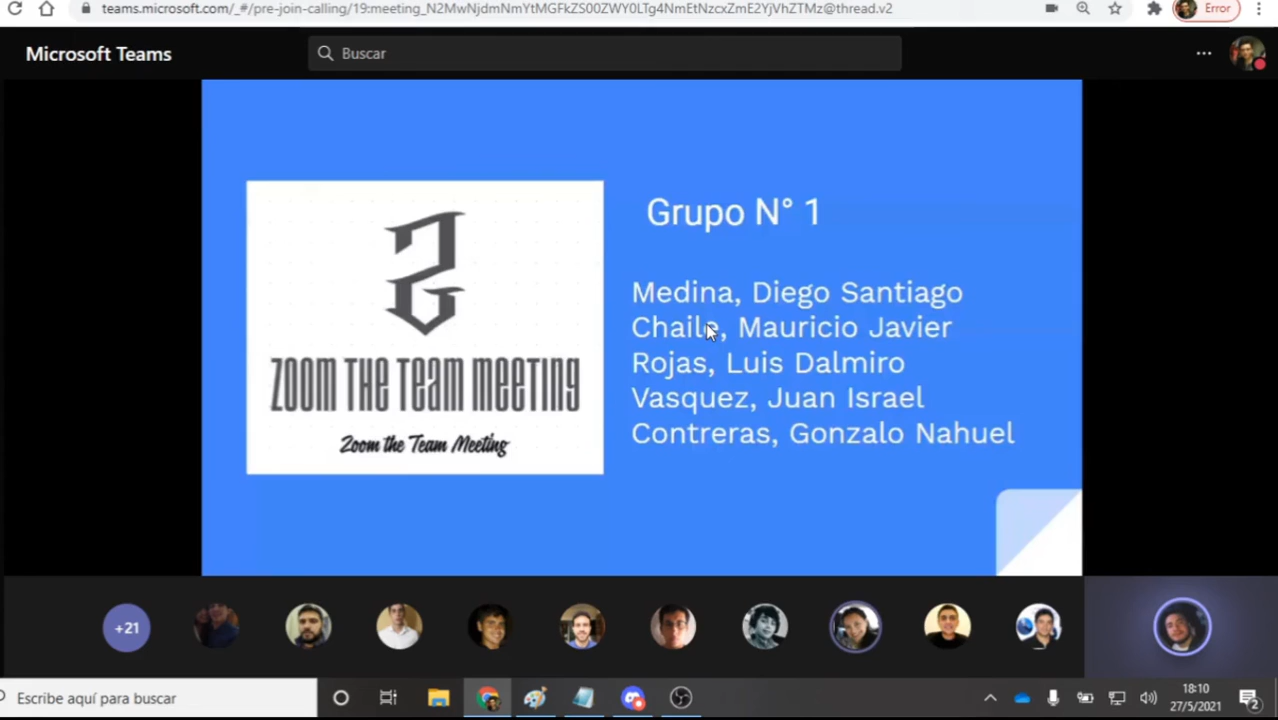 teams.microsoft.com/_#/pre-join-calling/19:meeting_N2MwNjdmNmYtMGFkZS00ZWY0LTg4NmEtNzcxZmE2YjVhZTMz@thread.v2
Error
Microsoft Teams
Buscar
ZOOM THE TEAM MEETING
Zoom the Team Meeting
Grupo N° 1
Medina, Diego Santiago
Mauricio Javier
Rojas, Luis Dalmiro
Vasquez, Juan Israel
Contreras, Gonzalo Nahuel
+21
Escribe aquí para buscar
18:10
27/5/2021
2